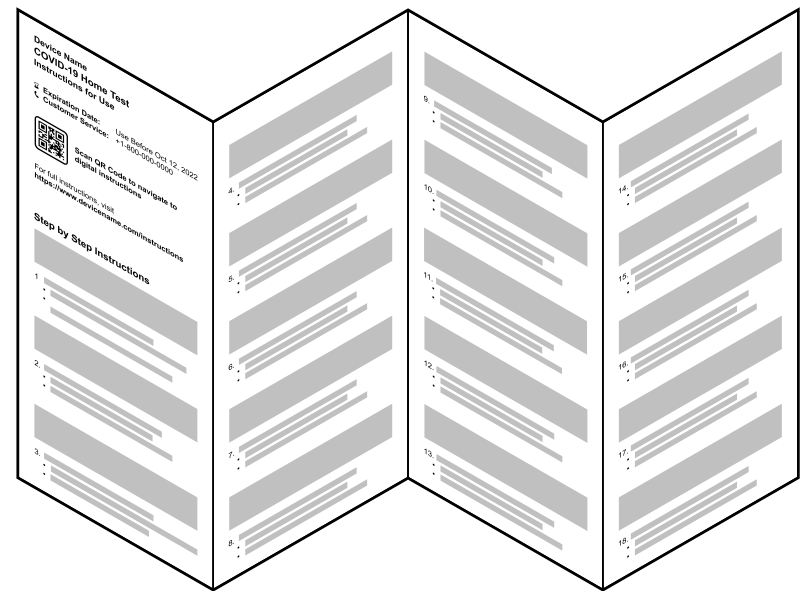 Device Name
COVID-19 Home Test
Instructions for Use
Expiration Date: Use Before Oct 12, 2022
Customer Service: +1-800-000-0000
Scan QR Code to navigate to
digital instructions
For full instructions, visit
https://www.devicename.com/instructions
Step by Step Instructions
1
2.
3.
4.
5.
6.
7.
8.
9.
10.
11.
12.
13.
14.
15.
16.
17.
18.